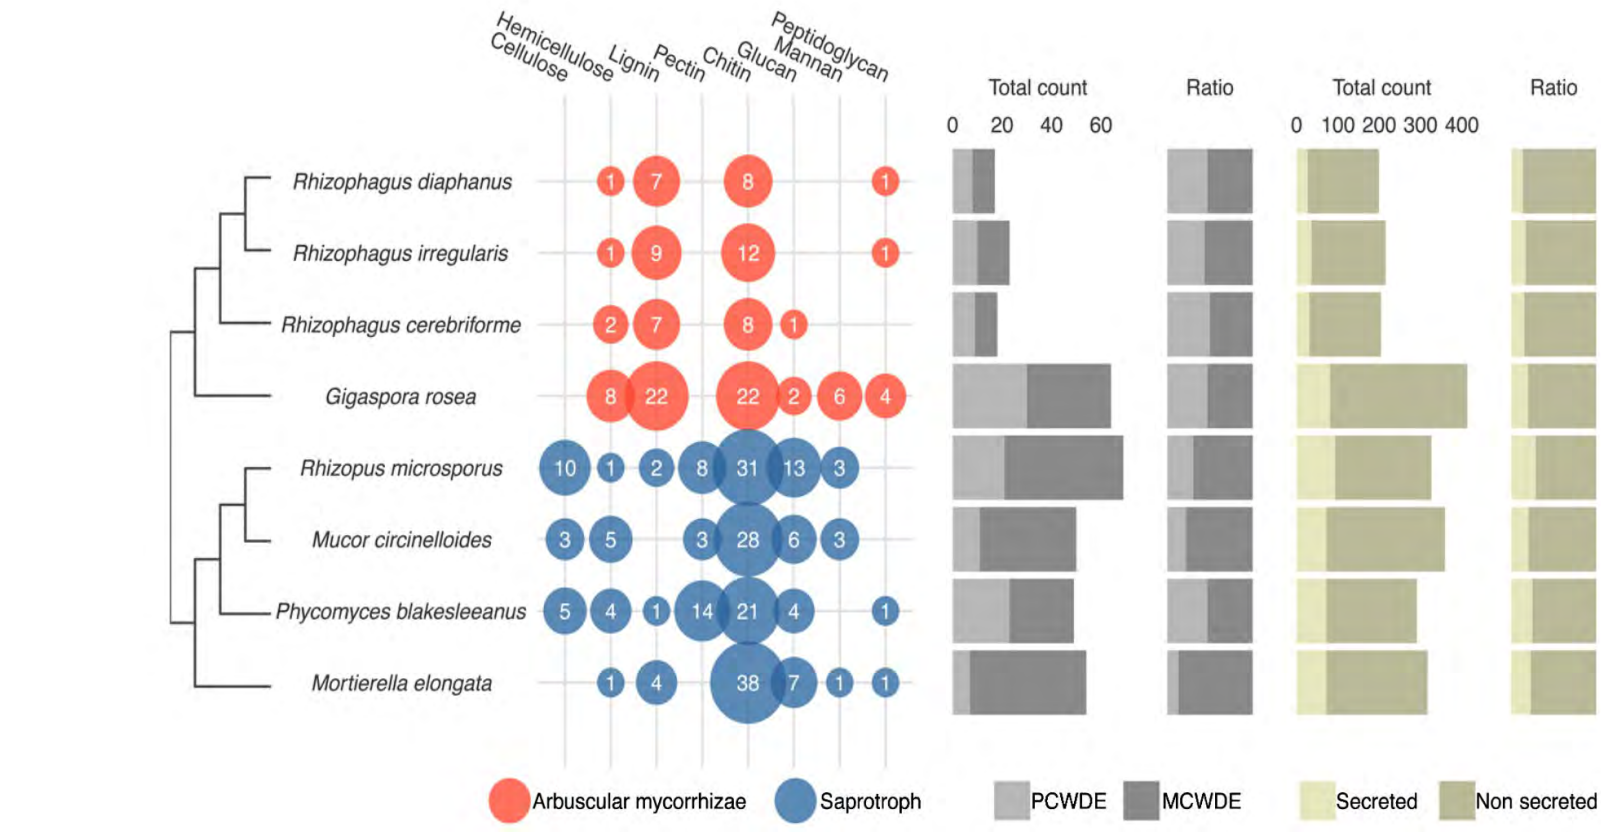 Peptidoglycan
Mannan
Glucan
Chitin
Pectin
Lignin
Hemicellulose
Cellulose
Total count
Ratio
Total count
Ratio
0 20 40 60
0 100 200 300 400
Rhizophagus diaphanus 1 7 8 1
Rhizophagus irregularis 1 9 12 1
Rhizophagus cerebriforme 2 7 8 1
Gigaspora rosea 8 22 22 2 6 4
Rhizopus microsporus 10 1 2 8 31 13 3
Mucor circinelloides 3 5 3 28 6 3
Phycomyces blakesleeanus 5 4 1 14 21 4 1
Mortierella elongata 1 4 38 7 1 1
Arbuscular mycorrhizae Saprotroph PCWDE MCWDE Secreted Non secreted